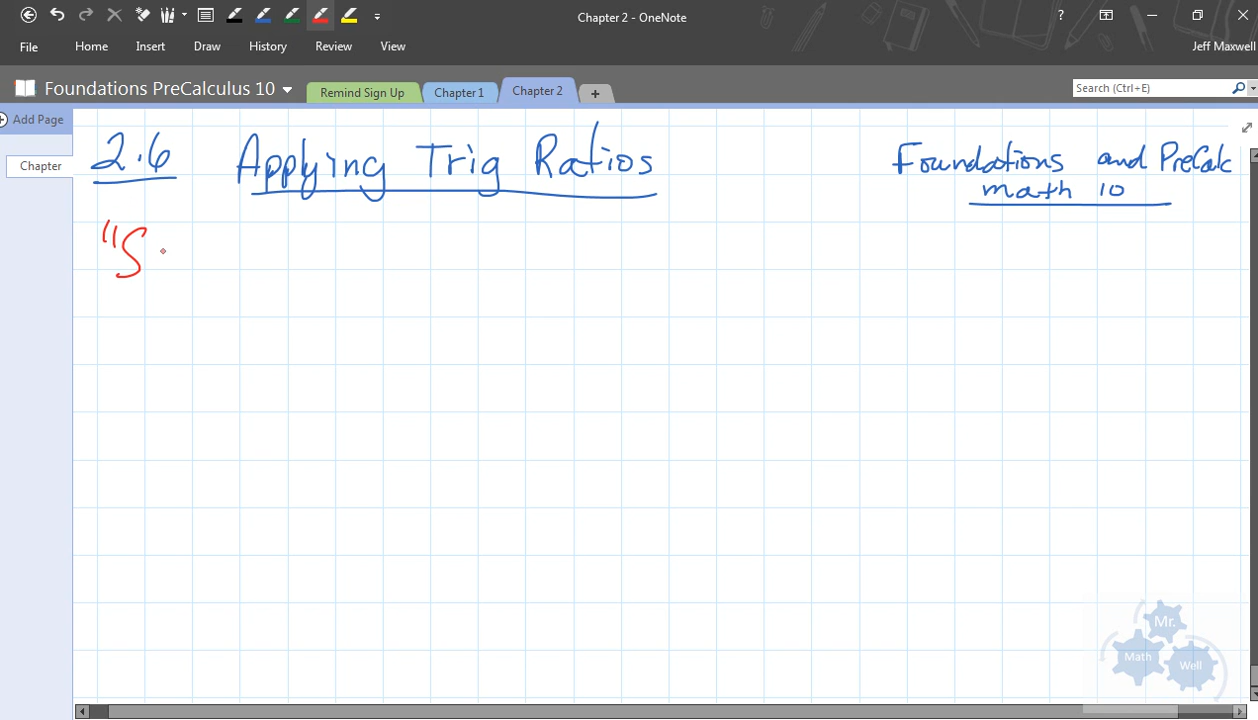 Chapter 2 - OneNote
?
File
Home
Insert
Draw
History
Review
View
Jeff Maxwell
Foundations PreCalculus 10
Remind Sign Up
Chapter 1
Chapter 2
+
Search (Ctrl+E)
Add Page
Chapter
2.6 Applying Trig Ratios
Foundations and PreCalc
math 10
"S
Mr.
Math
Well